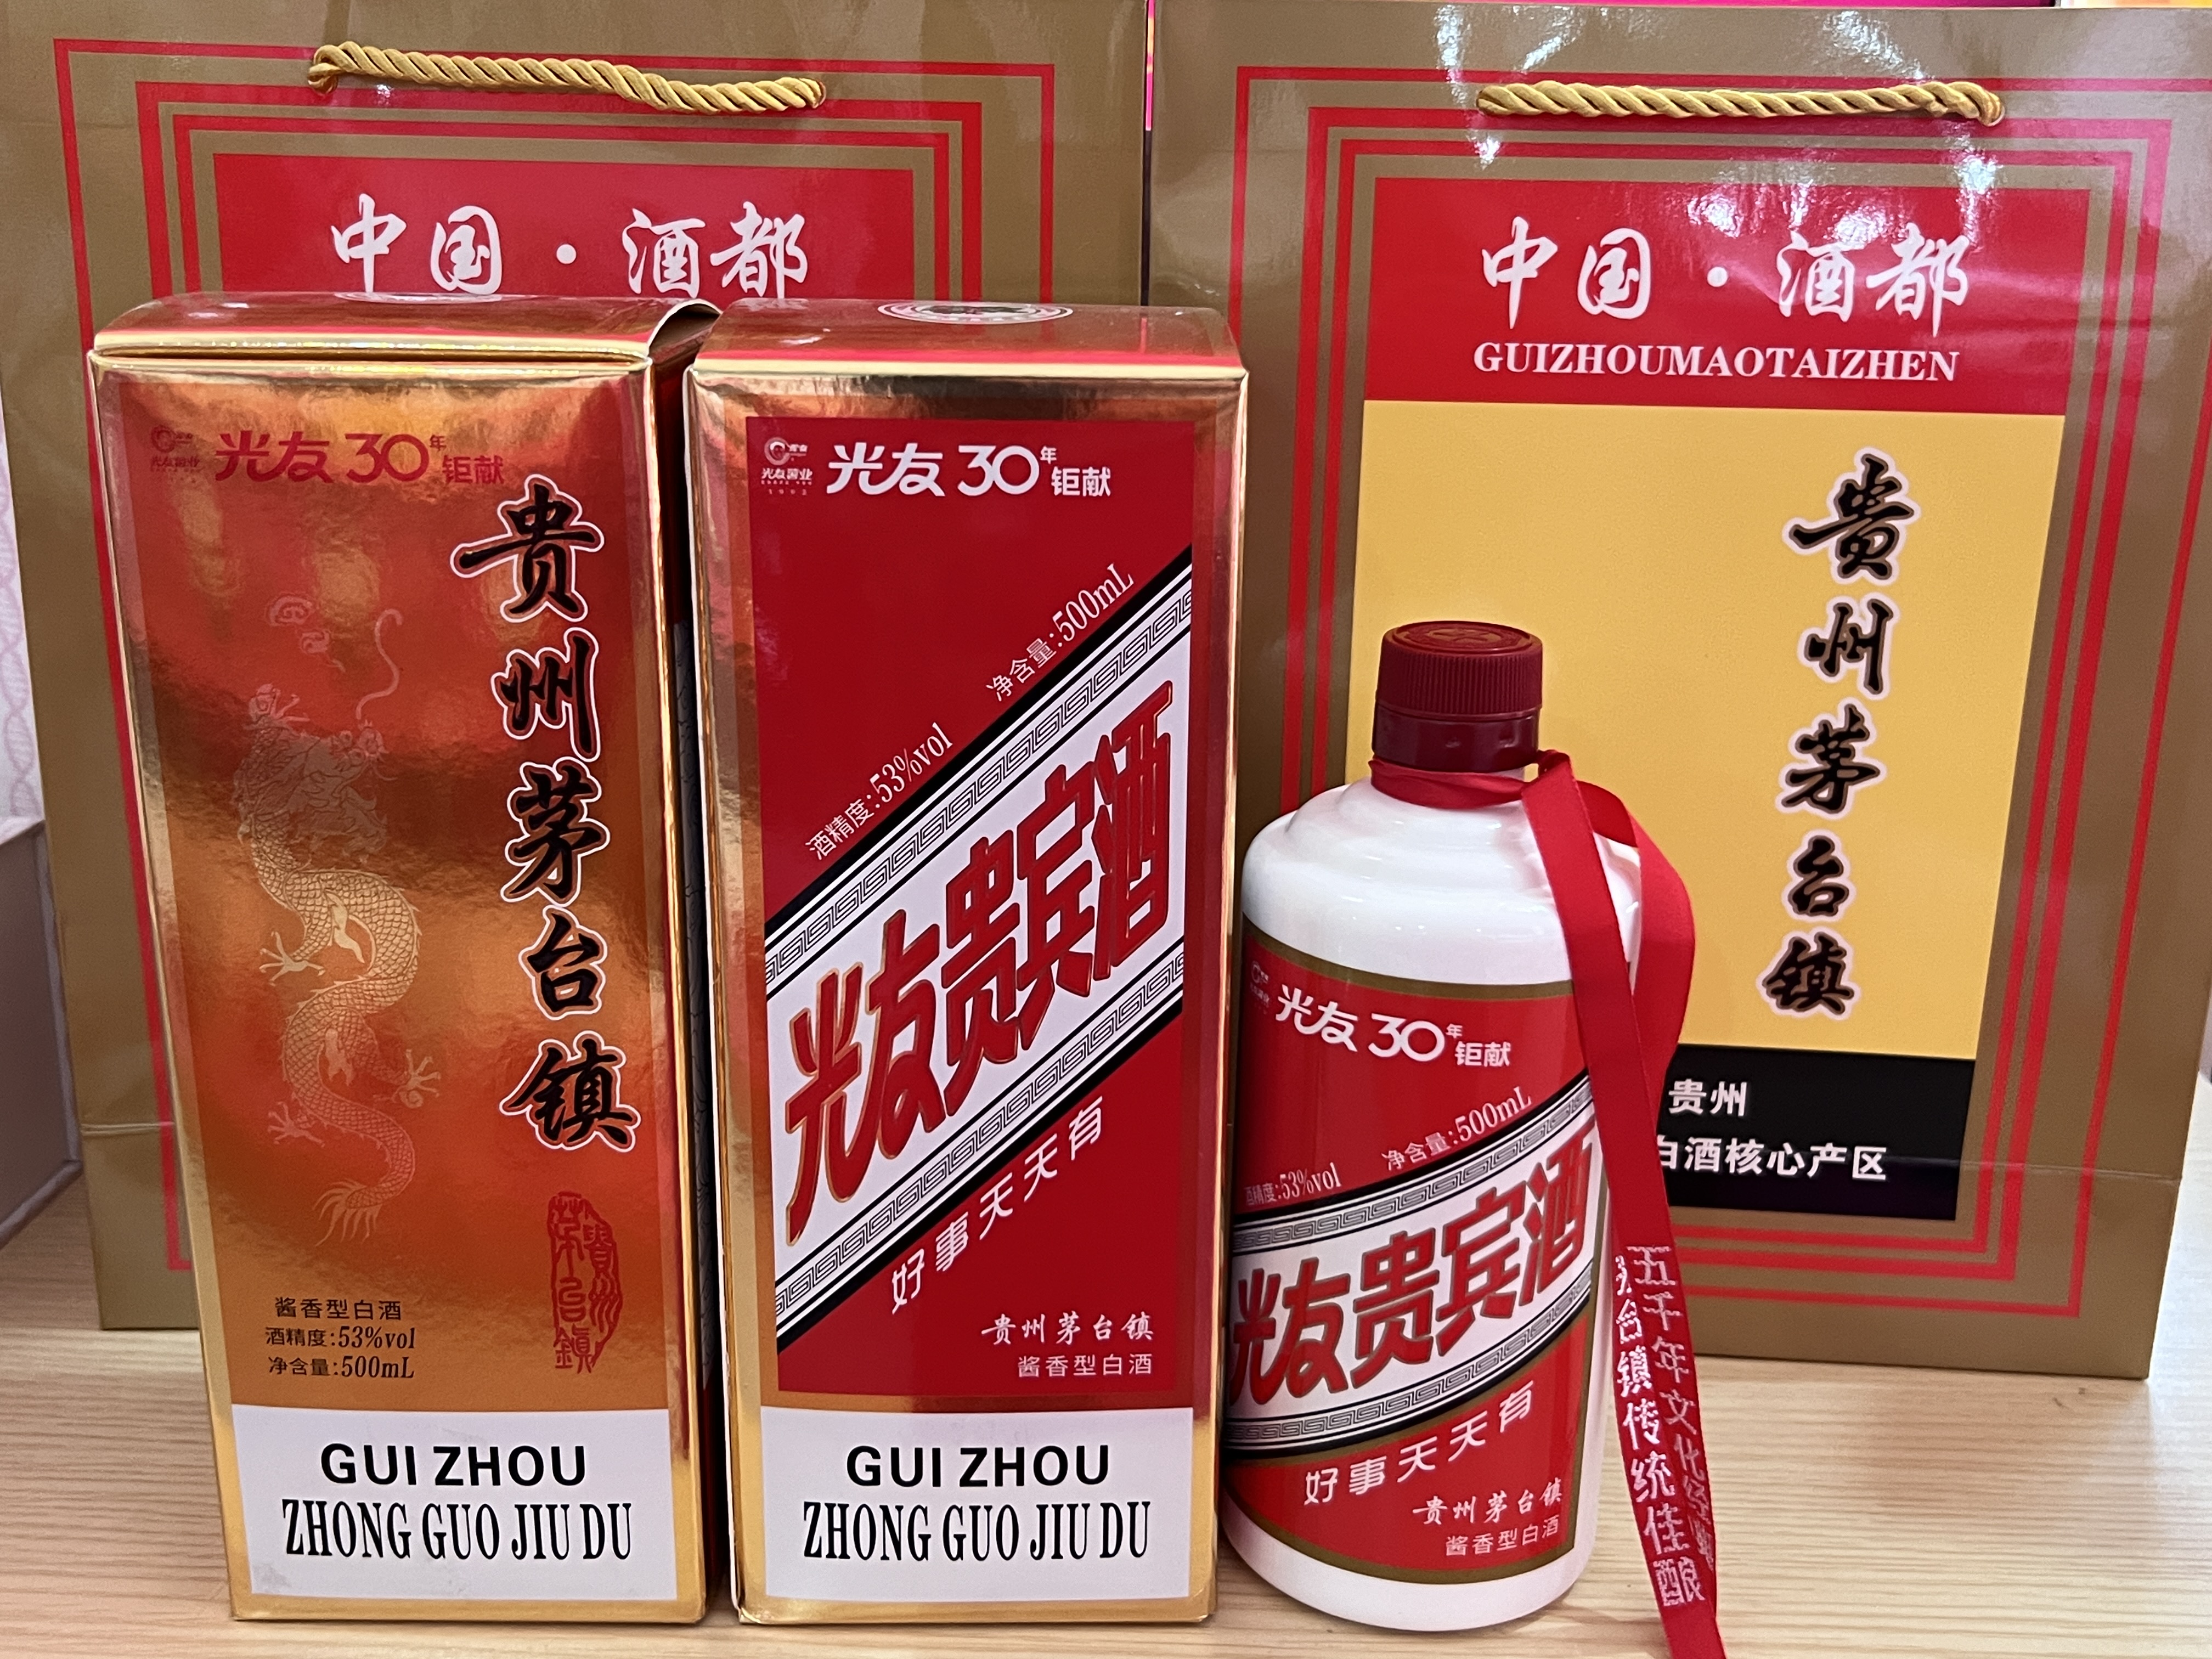 中国·酒都
中国·酒都
GUIZHOUMAOTAIZHEN
贵州茅台镇
贵州
白酒核心产区
光友30年钜献
贵州茅台镇
酱香型白酒
酒精度:53%vol
净含量:500mL
GUI ZHOU
ZHONG GUO JIU DU
光友薯业
1992
光友30年钜献
净含量:500mL
酒精度:53%vol
光友贵宾酒
好事天天有
贵州茅台镇
酱香型白酒
GUI ZHOU
ZHONG GUO JIU DU
光友30年钜献
净含量:500mL
酒精度:53%vol
光友贵宾酒
好事天天有
贵州茅台镇
酱香型白酒
五千年文化
台镇传统佳酿